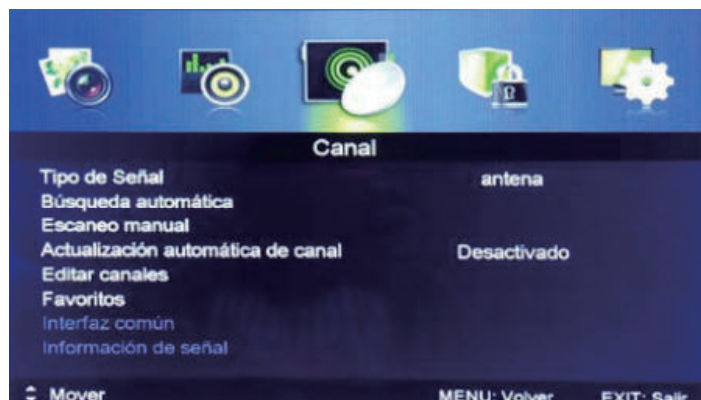 Canal
Tipo de Señal antena
Búsqueda automática
Escaneo manual
Actualización automática de canal Desactivado
Editar canales
Favoritos
Interfaz común
Información de señal
Mover MENU: Volver EXIT: Salir